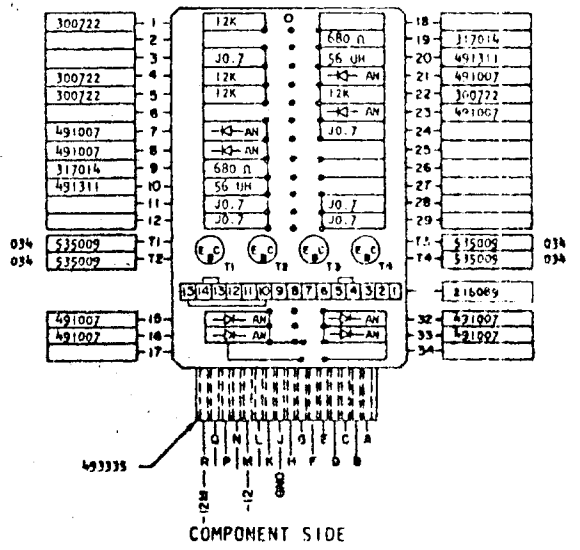 300722 1 12K 18
2 680 Ω 19 317014
3 J0.7 56 UH 20 491311
300722 4 12K AN 21 491007
300722 5 12K 12K 22 300722
6 AN 23 491007
491007 7 AN J0.7 24
491007 8 AN 25
317014 9 680 Ω 26
491311 10 56 UH 27
11 J0.7 J0.7 28
12 J0.7 J0.7 29
034 535009 T1 E B C E B C E B C E B C T3 535009 034
034 535009 T2 T1 T2 T3 T4 T4 535009 034
15 14 13 12 11 10 9 8 7 6 5 4 3 2 1 216089
491007 15 AN AN 32 491007
491007 16 AN AN 33 491007
17 34
Q N L J G E C A
R P M K H F D B
493335
-12M -12 GND
COMPONENT SIDE